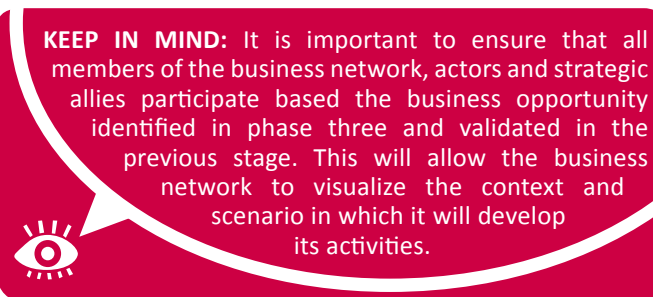 KEEP IN MIND: It is important to ensure that all
members of the business network, actors and strategic
allies participate based the business opportunity
identified in phase three and validated in the
previous stage. This will allow the business
network to visualize the context and
scenario in which it will develop
its activities.